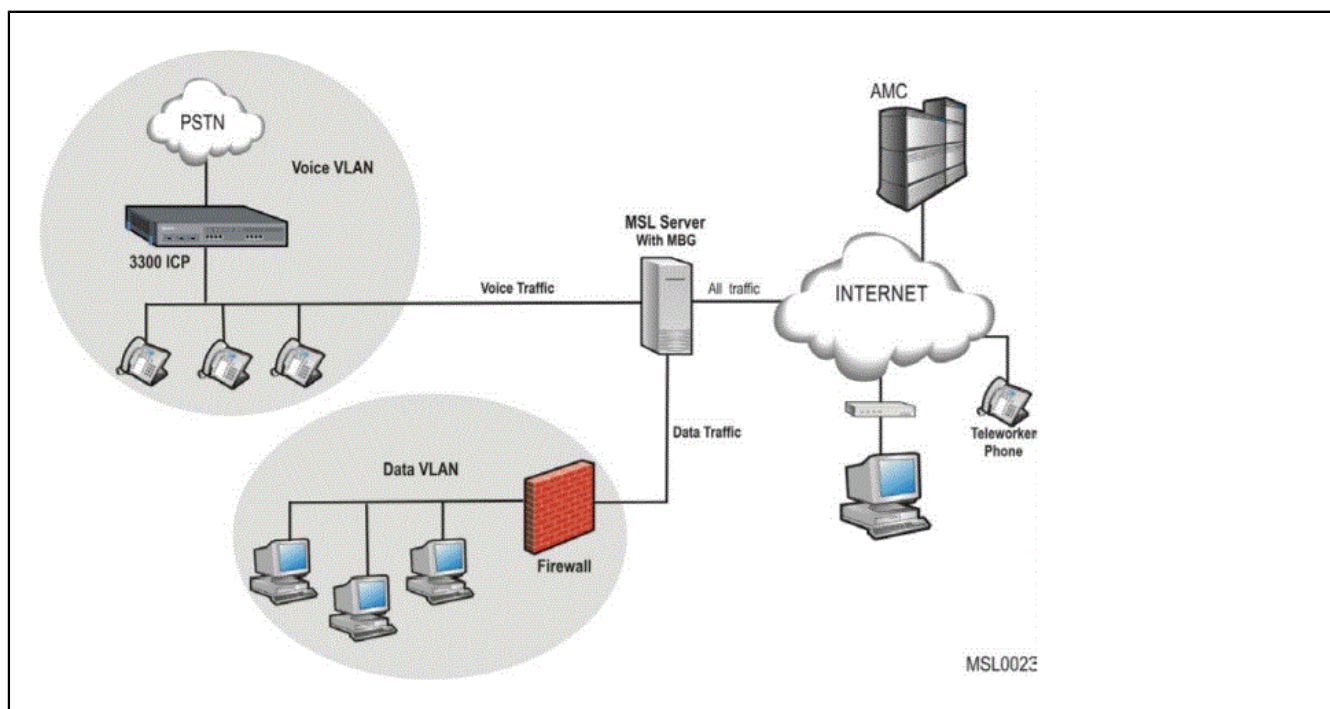 PSTN
Voice VLAN
3300 ICP
Voice Traffic
MSL Server
With MBG
All traffic
AMC
INTERNET
Teleworker
Phone
Data Traffic
Data VLAN
Firewall
MSL0023